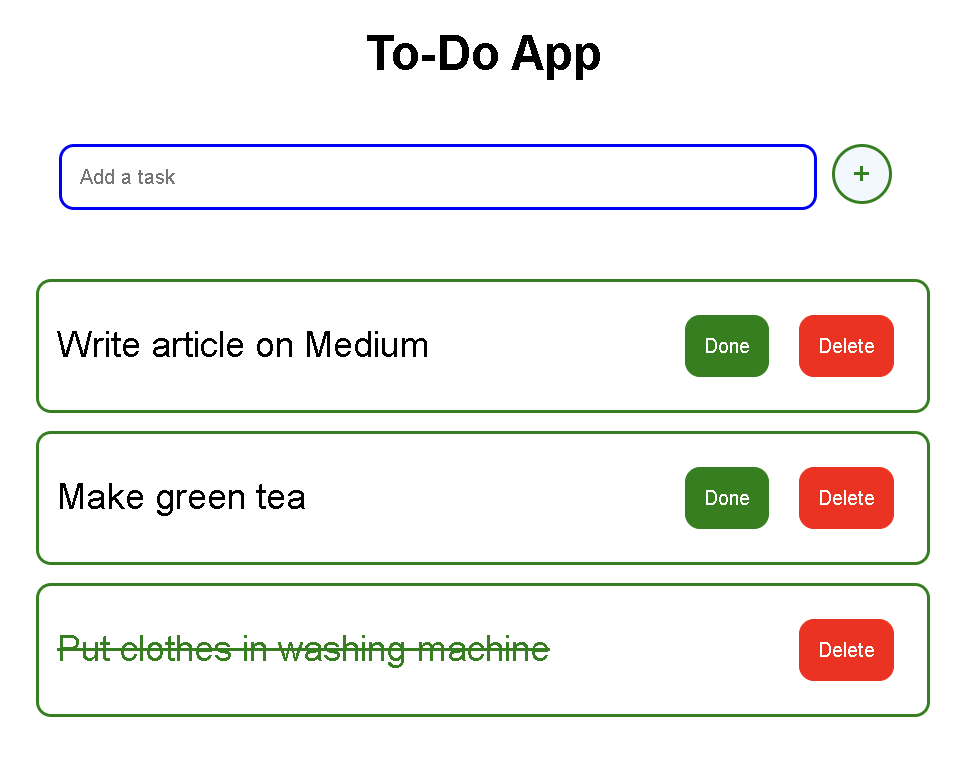 To-Do App
Add a task
+
Write article on Medium
Done
Delete
Make green tea
Done
Delete
Put clothes in washing machine
Delete